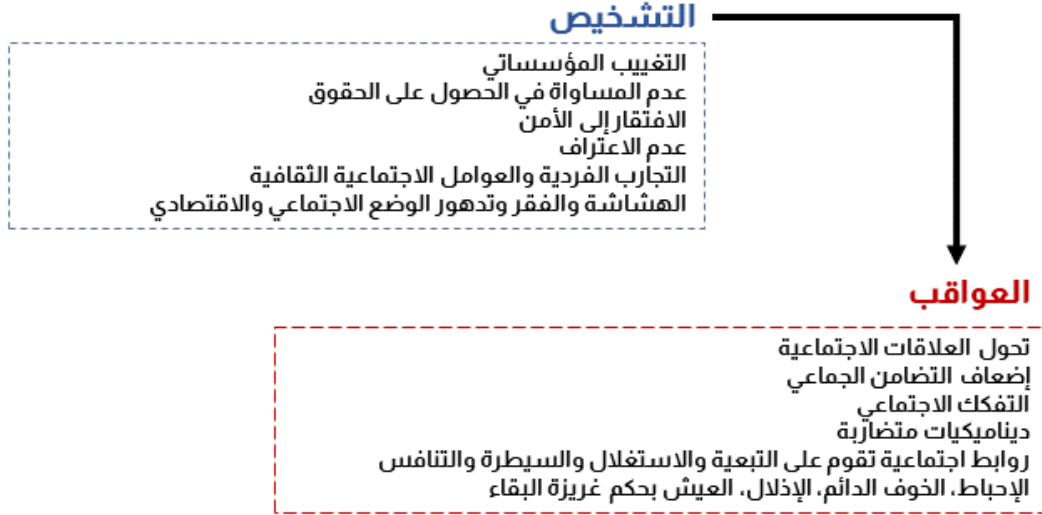 التشخيص
التغييب المؤسساتي
عدم المساواة في الحصول على الحقوق
الافتقار إلى الأمن
عدم الاعتراف
التجارب الفردية والعوامل الاجتماعية الثقافية
الهشاشة والفقر وتدهور الوضع الاجتماعي والاقتصادي
العواقب
تحول العلاقات الاجتماعية
إضعاف التضامن الجماعي
التفكك الاجتماعي
ديناميكيات متضاربة
روابط اجتماعية تقوم على التبعية والاستغلال والسيطرة والتنافس
الإحباط، الخوف الدائم، الإذلال، العيش بحكم غريزة البقاء